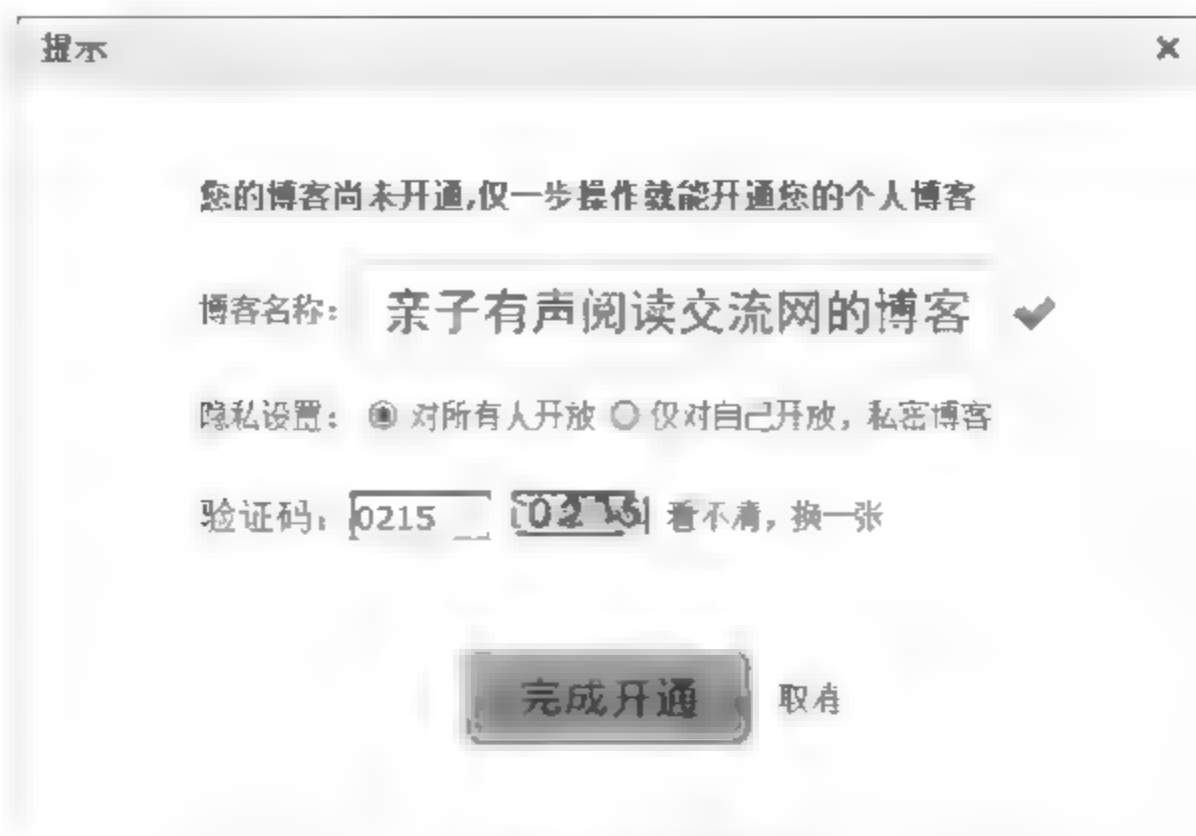 提示
您的博客尚未开通,仅一步操作就能开通您的个人博客
博客名称: 亲子有声阅读交流网的博客
隐私设置: 对所有人开放 仅对自己开放，私密博客
验证码: 0215 0215 看不清，换一张
完成开通 取消